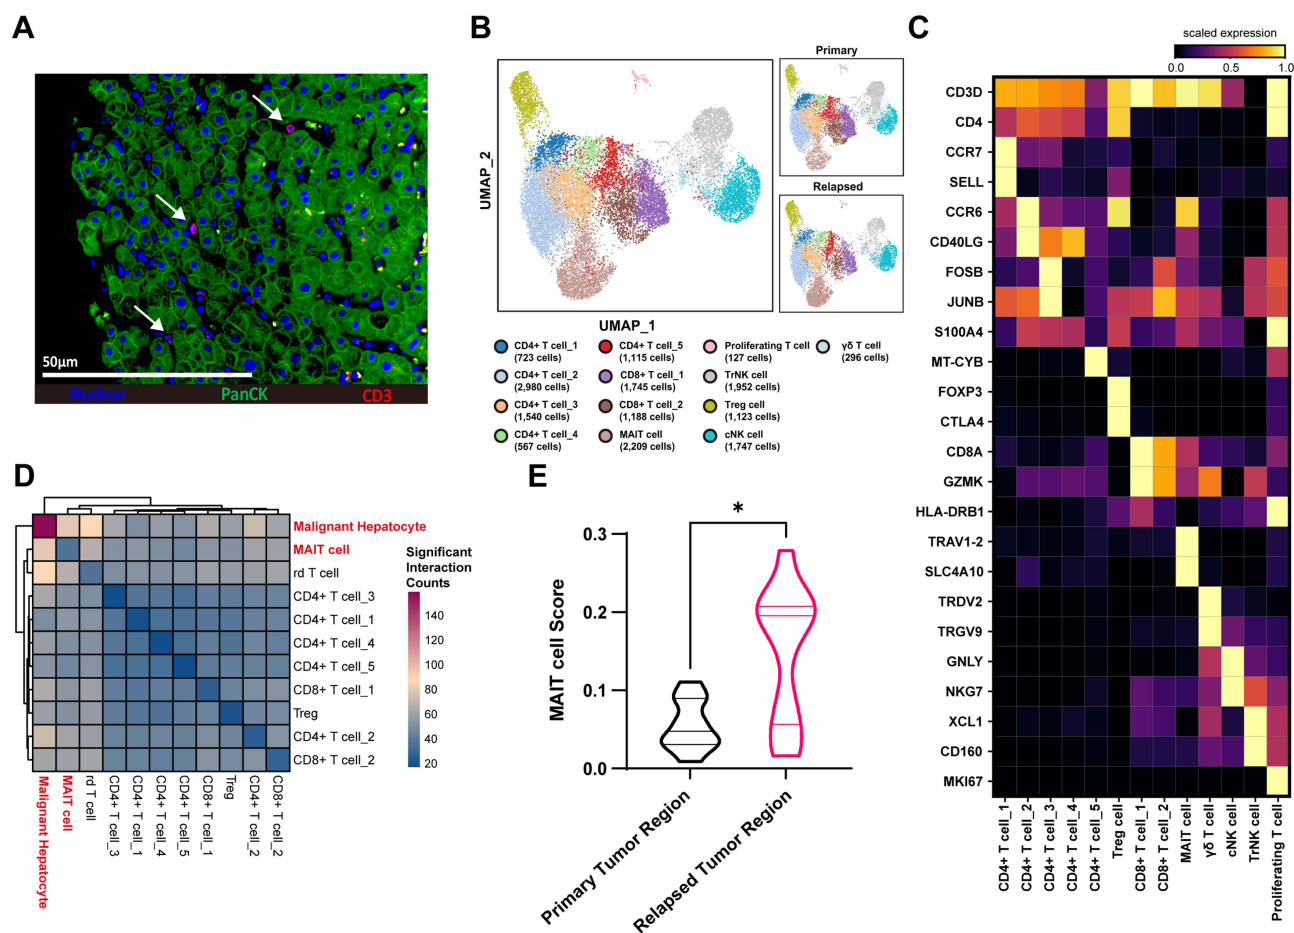 A
50μm
Nuclear PanCK CD3
B
UMAP_2
UMAP_1
Primary
Relapsed
CD4+ T cell_1
(723 cells)
CD4+ T cell_2
(2,980 cells)
CD4+ T cell_3
(1,540 cells)
CD4+ T cell_4
(567 cells)
CD4+ T cell_5
(1,115 cells)
CD8+ T cell_1
(1,745 cells)
CD8+ T cell_2
(1,188 cells)
MAIT cell
(2,209 cells)
Proliferating T cell
(127 cells)
TrNK cell
(1,952 cells)
Treg cell
(1,123 cells)
cNK cell
(1,747 cells)
γδ T cell
(296 cells)
C
scaled expression
0.0 0.5 1.0
CD3D
CD4
CCR7
SELL
CCR6
CD40LG
FOSB
JUNB
S100A4
MT-CYB
FOXP3
CTLA4
CD8A
GZMK
HLA-DRB1
TRAV1-2
SLC4A10
TRDV2
TRGV9
GNLY
NKG7
XCL1
CD160
MKI67
CD4+ T cell_1
CD4+ T cell_2
CD4+ T cell_3
CD4+ T cell_4
CD4+ T cell_5
Treg cell
CD8+ T cell_1
CD8+ T cell_2
MAIT cell
γδ T cell
cNK cell
TrNK cell
Proliferating T cell
D
Malignant Hepatocyte
MAIT cell
rd T cell
CD4+ T cell_3
CD4+ T cell_1
CD4+ T cell_4
CD4+ T cell_5
CD8+ T cell_1
Treg
CD4+ T cell_2
CD8+ T cell_2
Malignant Hepatocyte
MAIT cell
rd T cell
CD4+ T cell_3
CD4+ T cell_1
CD4+ T cell_4
CD4+ T cell_5
CD8+ T cell_1
Treg
CD4+ T cell_2
CD8+ T cell_2
Significant
Interaction
Counts
140
120
100
80
60
40
20
E
MAIT cell Score
0.3
0.2
0.1
0.0
*
Primary Tumor Region
Relapsed Tumor Region